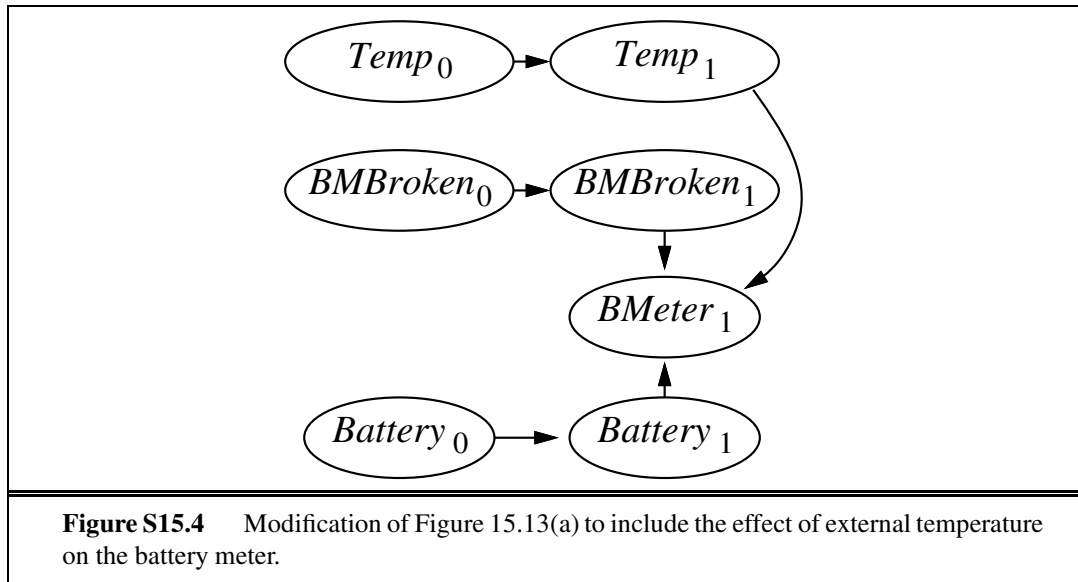 Temp₀ Temp₁
BMBroken₀ BMBroken₁
BMeter₁
Battery₀ Battery₁
Figure S15.4 Modification of Figure 15.13(a) to include the effect of external temperature
on the battery meter.